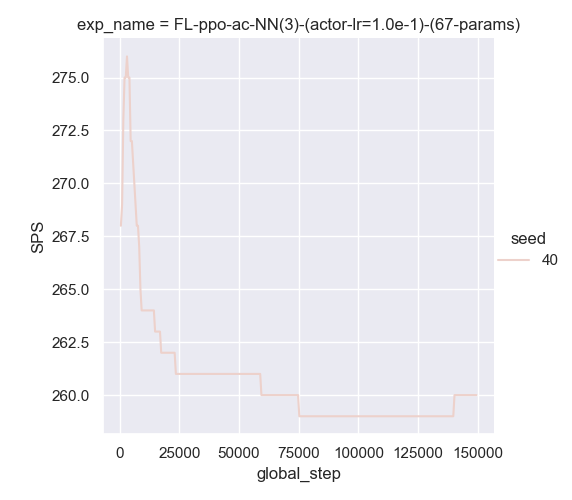 exp_name = FL-ppo-ac-NN(3)-(actor-lr=1.0e-1)-(67-params)
275.0
272.5
270.0
267.5
265.0
262.5
260.0
SPS
0 25000 50000 75000 100000 125000 150000
global_step
seed
40